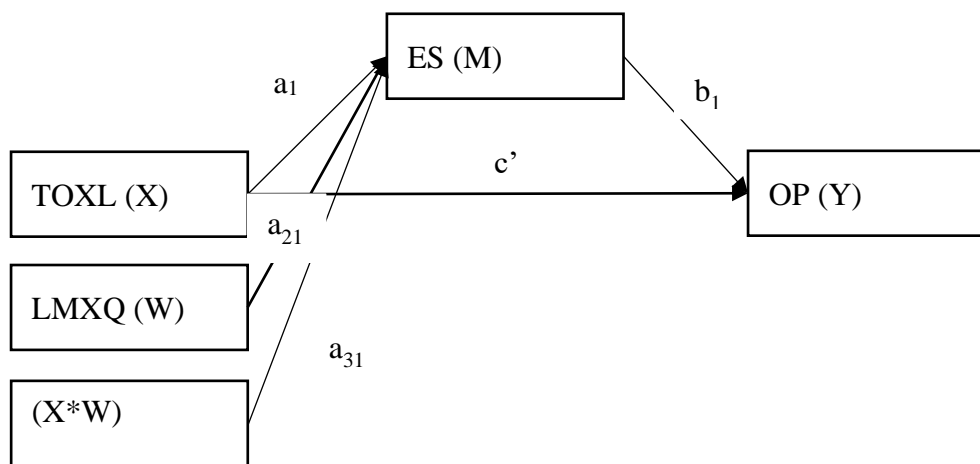 ES (M)
a₁
b₁
c’
TOXL (X)
OP (Y)
a₂₁
LMXQ (W)
a₃₁
(X*W)